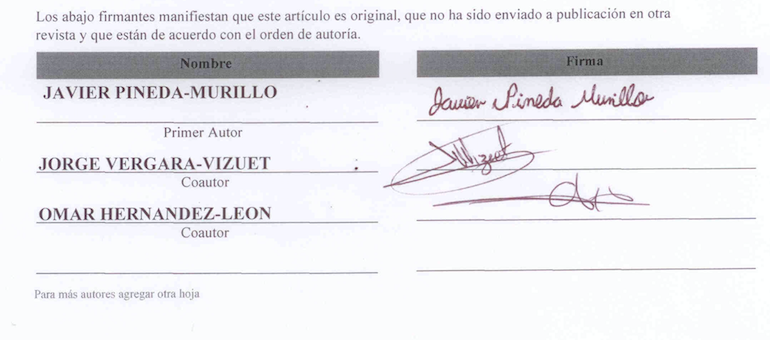 Los abajo firmantes manifiestan que este artículo es original, que no ha sido enviado a publicación en otra
revista y que están de acuerdo con el orden de autoría.
Nombre Firma
JAVIER PINEDA-MURILLO Javier Pineda Murillo
Primer Autor
JORGE VERGARA-VIZUET Vizuet
Coautor
OMAR HERNANDEZ-LEON
Coautor
Para más autores agregar otra hoja